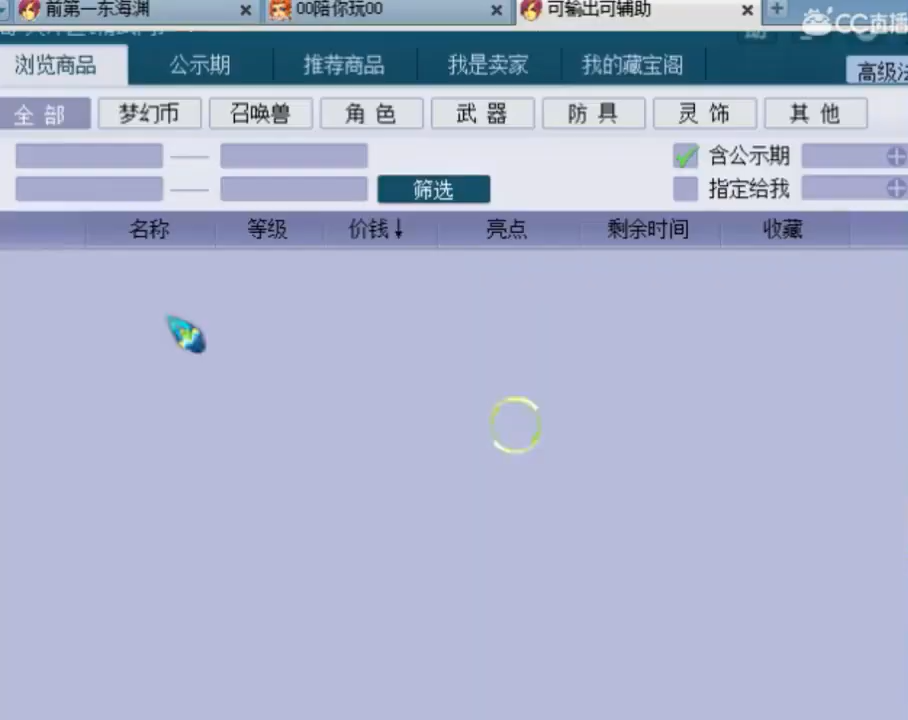 前第一东海渊
00陪你玩00
可输出可辅助
CC直播
浏览商品
公示期
推荐商品
我是卖家
我的藏宝阁
高级
全部
梦幻币
召唤兽
角色
武器
防具
灵饰
其他
含公示期
筛选
指定给我
名称
等级
价钱↓
亮点
剩余时间
收藏